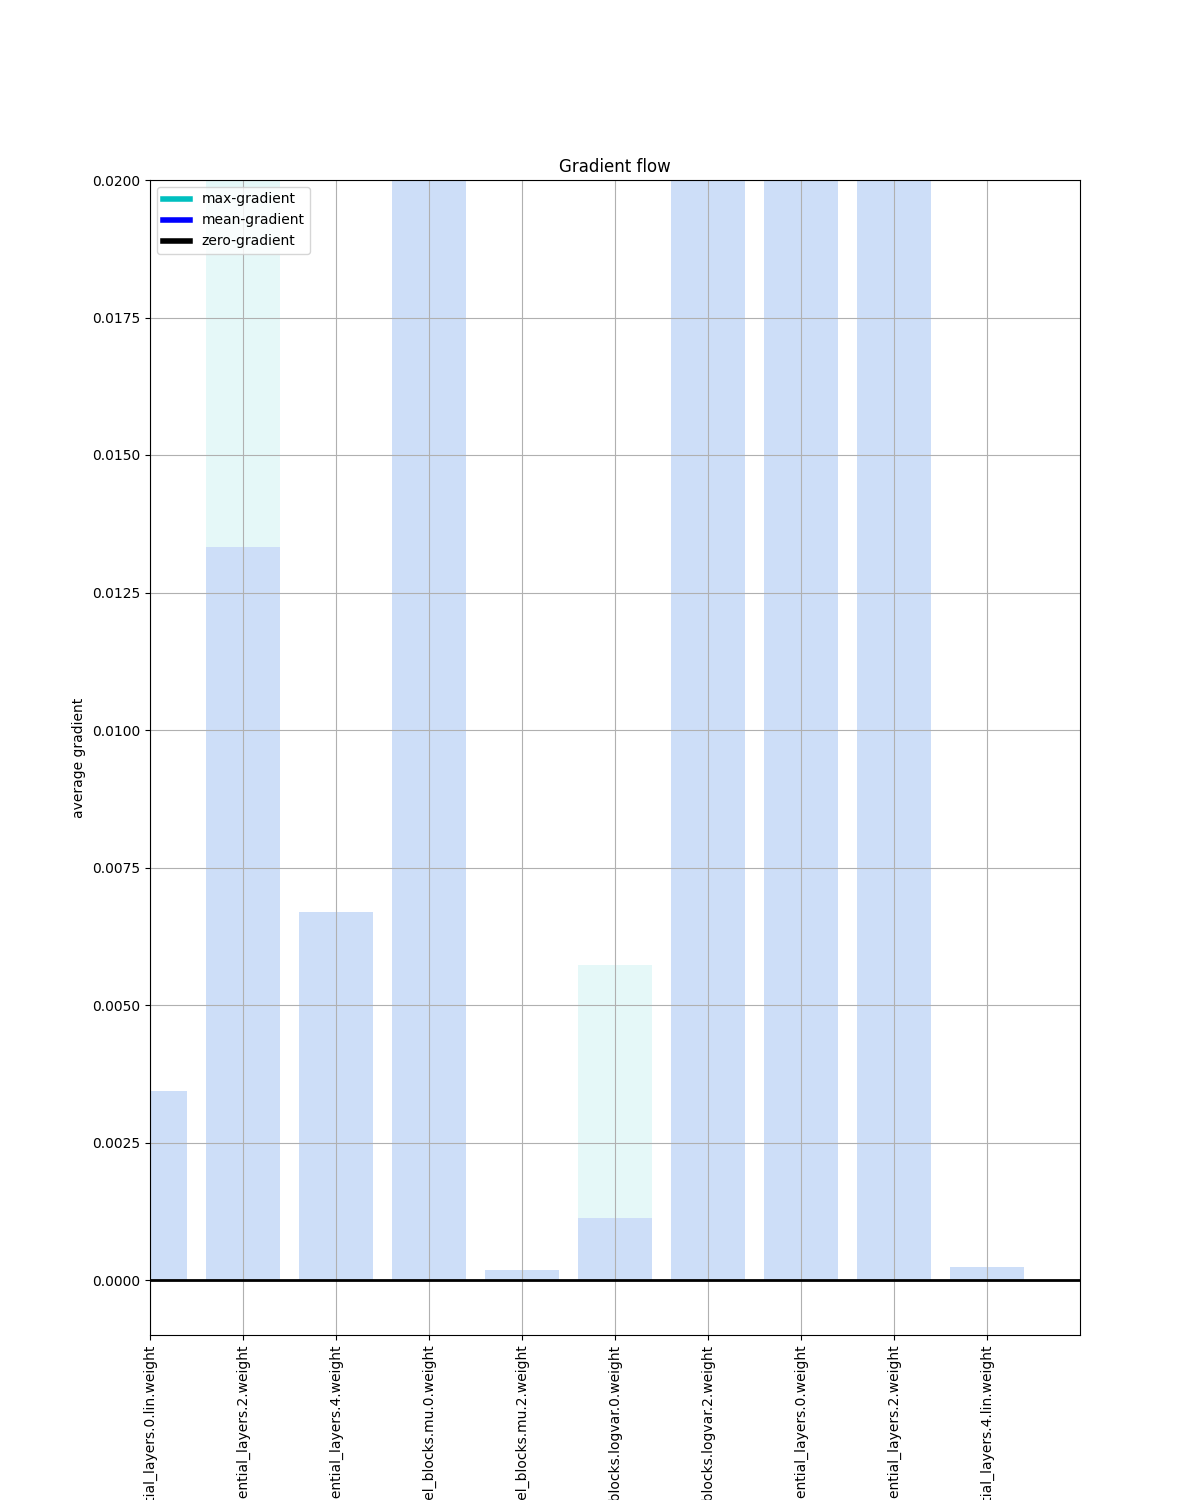 Gradient flow
max-gradient
mean-gradient
zero-gradient
0.0200
0.0175
0.0150
0.0125
0.0100
0.0075
0.0050
0.0025
0.0000
average gradient
tial_layers.0.lin.weight
ential_layers.2.weight
ential_layers.4.weight
el_blocks.mu.0.weight
el_blocks.mu.2.weight
blocks.logvar.0.weight
blocks.logvar.2.weight
ential_layers.0.weight
ential_layers.2.weight
tial_layers.4.lin.weight